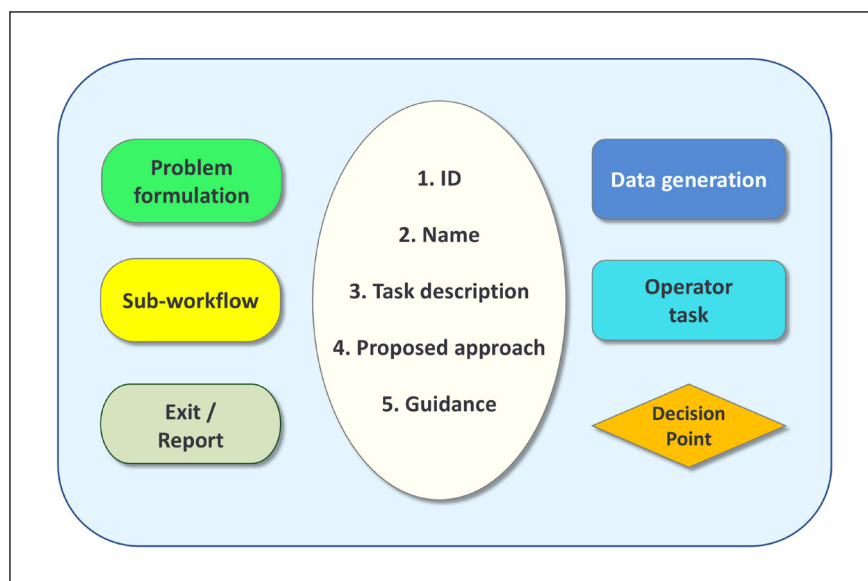 Problem
formulation
Sub-workflow
Exit /
Report
1. ID
2. Name
3. Task description
4. Proposed approach
5. Guidance
Data generation
Operator
task
Decision
Point